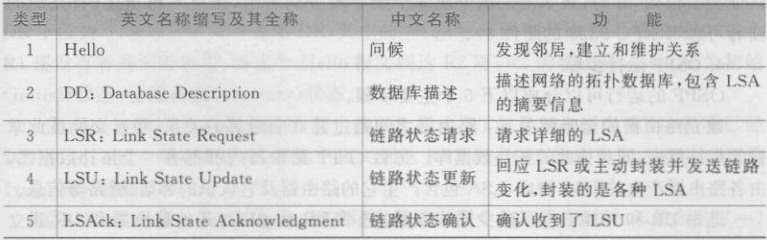 类型 英文名称缩写及其全称 中文名称 功 能
1 Hello 问候 发现邻居,建立和维护关系
2 DD: Database Description 数据库描述 描述网络的拓扑数据库,包含 LSA
的摘要信息
3 LSR: Link State Request 链路状态请求 请求详细的 LSA
4 LSU: Link State Update 链路状态更新 回应 LSR 或主动封装并发送链路
变化,封装的是各种 LSA
5 LSAck: Link State Acknowledgment 链路状态确认 确认收到了 LSU